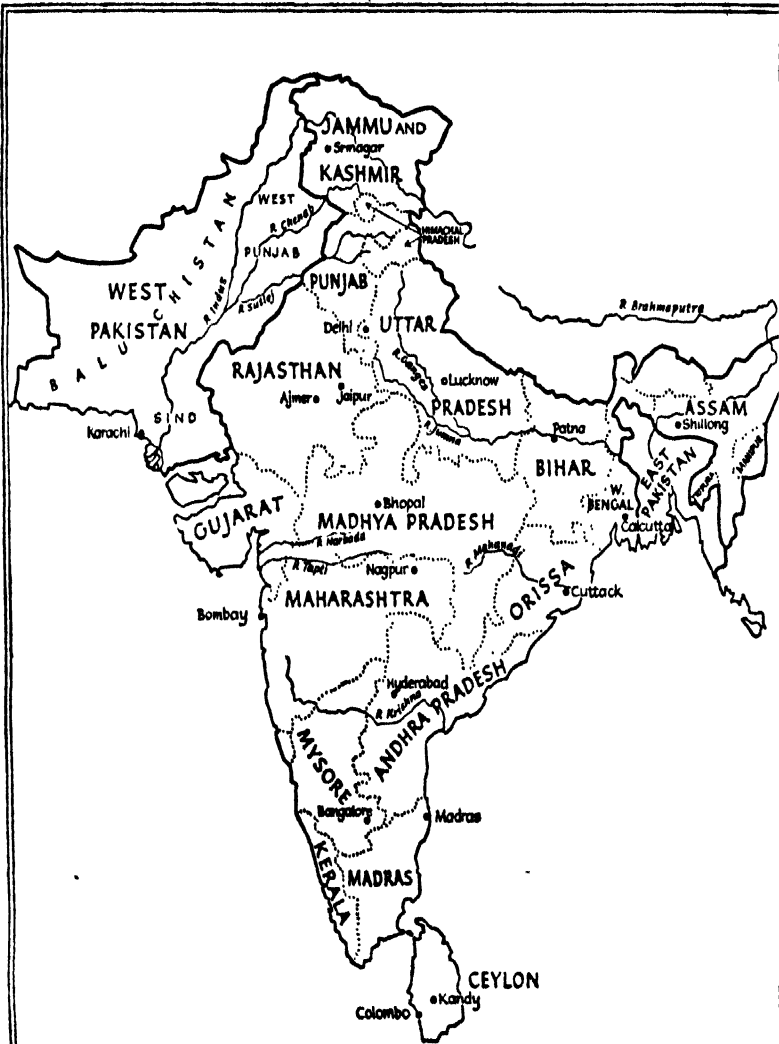 JAMMU AND
Srinagar
KASHMIR
WEST
R. Chenab
PUNJAB
HIMACHAL
PRADESH
BALUCHISTAN
WEST
PAKISTAN
R. Indus
R. Sutlej
PUNJAB
R. Brahmaputra
Delhi
UTTAR
RAJASTHAN
R. Ganges
Lucknow
Ajmer
Jaipur
PRADESH
ASSAM
Shillong
SIND
Karachi
R. Jumna
Patna
EAST
PAKISTAN
MANIPUR
BIHAR
W.
BENGAL
Calcutta
GUJARAT
Bhopal
MADHYA PRADESH
R. Narbada
R. Tapti
Nagpur
R. Mahanadi
MAHARASHTRA
ORISSA
Cuttack
Bombay
Hyderabad
R. Krishna
ANDHRA PRADESH
MYSORE
Bangalore
Madras
KERALA
MADRAS
CEYLON
Kandy
Colombo